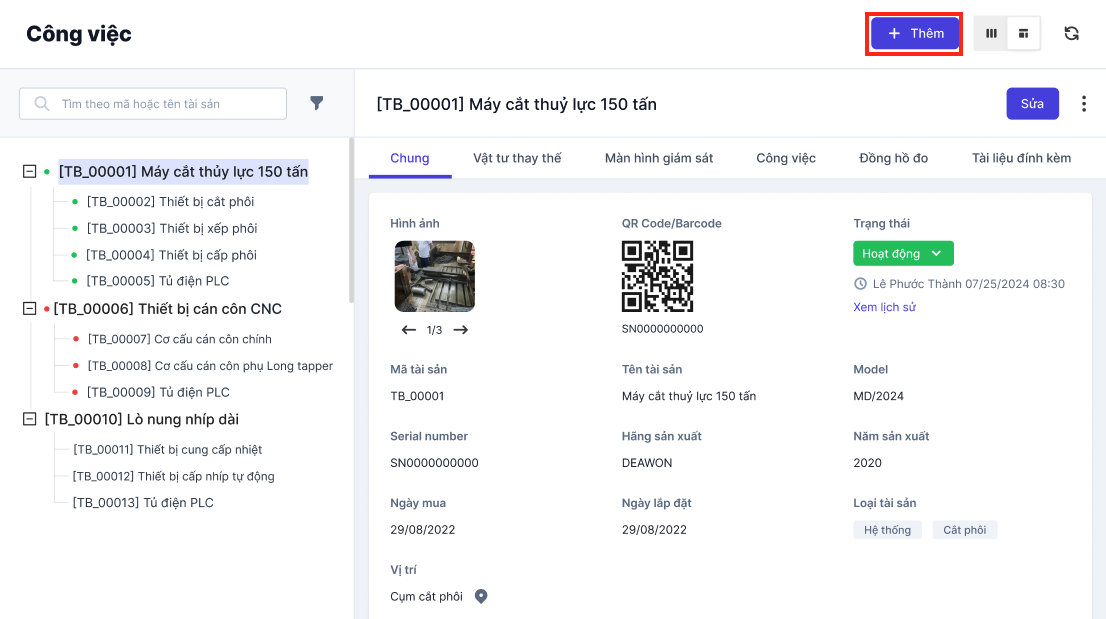 Công việc
Thêm
Tìm theo mã hoặc tên tài sản
[TB_00001] Máy cắt thủy lực 150 tấn
[TB_00002] Thiết bị cắt phôi
[TB_00003] Thiết bị xếp phôi
[TB_00004] Thiết bị cấp phôi
[TB_00005] Tủ điện PLC
[TB_00006] Thiết bị cán côn CNC
[TB_00007] Cơ cấu cán côn chính
[TB_00008] Cơ cấu cán côn phụ Long tapper
[TB_00009] Tủ điện PLC
[TB_00010] Lò nung nhíp dài
[TB_00011] Thiết bị cung cấp nhiệt
[TB_00012] Thiết bị cấp nhíp tự động
[TB_00013] Tủ điện PLC
[TB_00001] Máy cắt thuỷ lực 150 tấn
Sửa
Chung Vật tư thay thế Màn hình giám sát Công việc Đồng hồ đo Tài liệu đính kèm
Hình ảnh QR Code/Barcode Trạng thái
Hoạt động
Lê Phước Thành 07/25/2024 08:30
Xem lịch sử
1/3 SN0000000000
Mã tài sản Tên tài sản Model
TB_00001 Máy cắt thuỷ lực 150 tấn MD/2024
Serial number Hãng sản xuất Năm sản xuất
SN0000000000 DEAWON 2020
Ngày mua Ngày lắp đặt Loại tài sản
29/08/2022 29/08/2022 Hệ thống Cắt phôi
Vị trí
Cụm cắt phôi